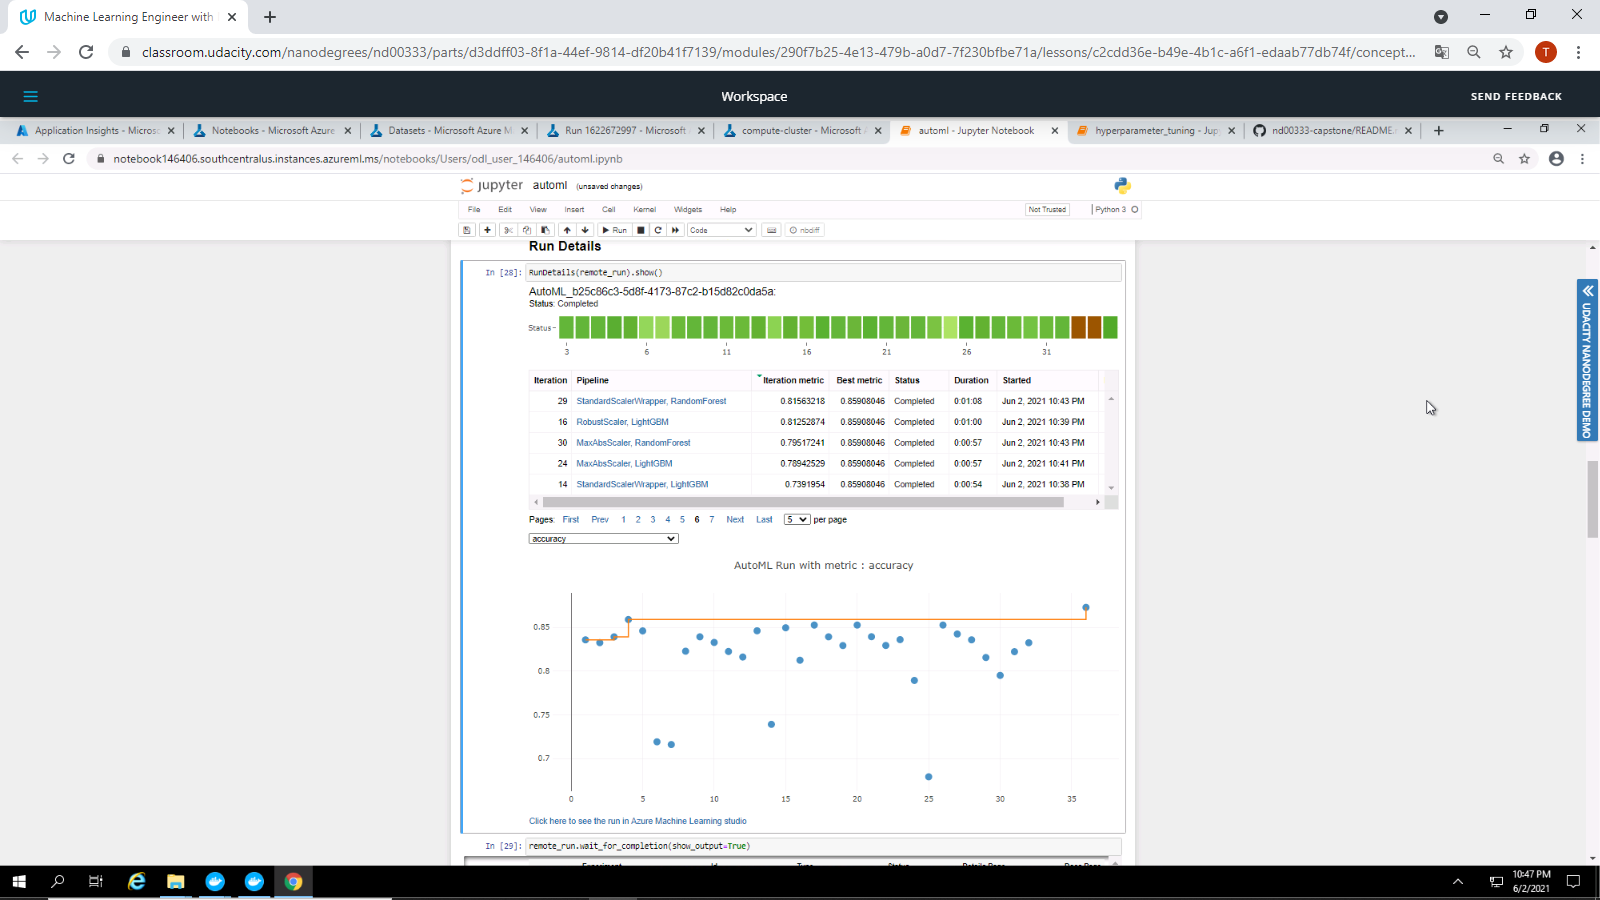 Machine Learning Engineer with
classroom.udacity.com/nanodegrees/nd00333/parts/d3ddff03-8f1a-44ef-9814-df20b41f7139/modules/290f7b25-4e13-479b-a0d7-7f230bfbe71a/lessons/c2cdd36e-b49e-4b1c-a6f1-edaab77db74f/concept...
T
Workspace
SEND FEEDBACK
Application Insights - Micros
Notebooks - Microsoft Azure
Datasets - Microsoft Azure M
Run 1622672997 - Microsoft
compute-cluster - Microsoft
automl - Jupyter Notebook
hyperparameter_tuning - Jup
nd00333-capstone/README.
notebook146406.southcentralus.instances.azureml.ms/notebooks/Users/odl_user_146406/automl.ipynb
jupyter automl (unsaved changes)
File Edit View Insert Cell Kernel Widgets Help Not Trusted Python 3
Run Code nbdiff
Run Details
In [28]: RunDetails(remote_run).show()
AutoML_b25c86c3-5d8f-4173-87c2-b15d82c0da5a:
Status: Completed
Status
3 6 11 16 21 26 31
Iteration Pipeline Iteration metric Best metric Status Duration Started
29 StandardScalerWrapper, RandomForest 0.81563218 0.85908046 Completed 0:01:08 Jun 2, 2021 10:43 PM
16 RobustScaler, LightGBM 0.81252874 0.85908046 Completed 0:01:00 Jun 2, 2021 10:39 PM
30 MaxAbsScaler, RandomForest 0.79517241 0.85908046 Completed 0:00:57 Jun 2, 2021 10:43 PM
24 MaxAbsScaler, LightGBM 0.78942529 0.85908046 Completed 0:00:57 Jun 2, 2021 10:41 PM
14 StandardScalerWrapper, LightGBM 0.7391954 0.85908046 Completed 0:00:54 Jun 2, 2021 10:38 PM
Pages: First Prev 1 2 3 4 5 6 7 Next Last 5 per page
accuracy
AutoML Run with metric : accuracy
0.85
0.8
0.75
0.7
0 5 10 15 20 25 30 35
Click here to see the run in Azure Machine Learning studio
In [29]: remote_run.wait_for_completion(show_output=True)
UDACITY NANODEGREE DEMO
10:47 PM
6/2/2021